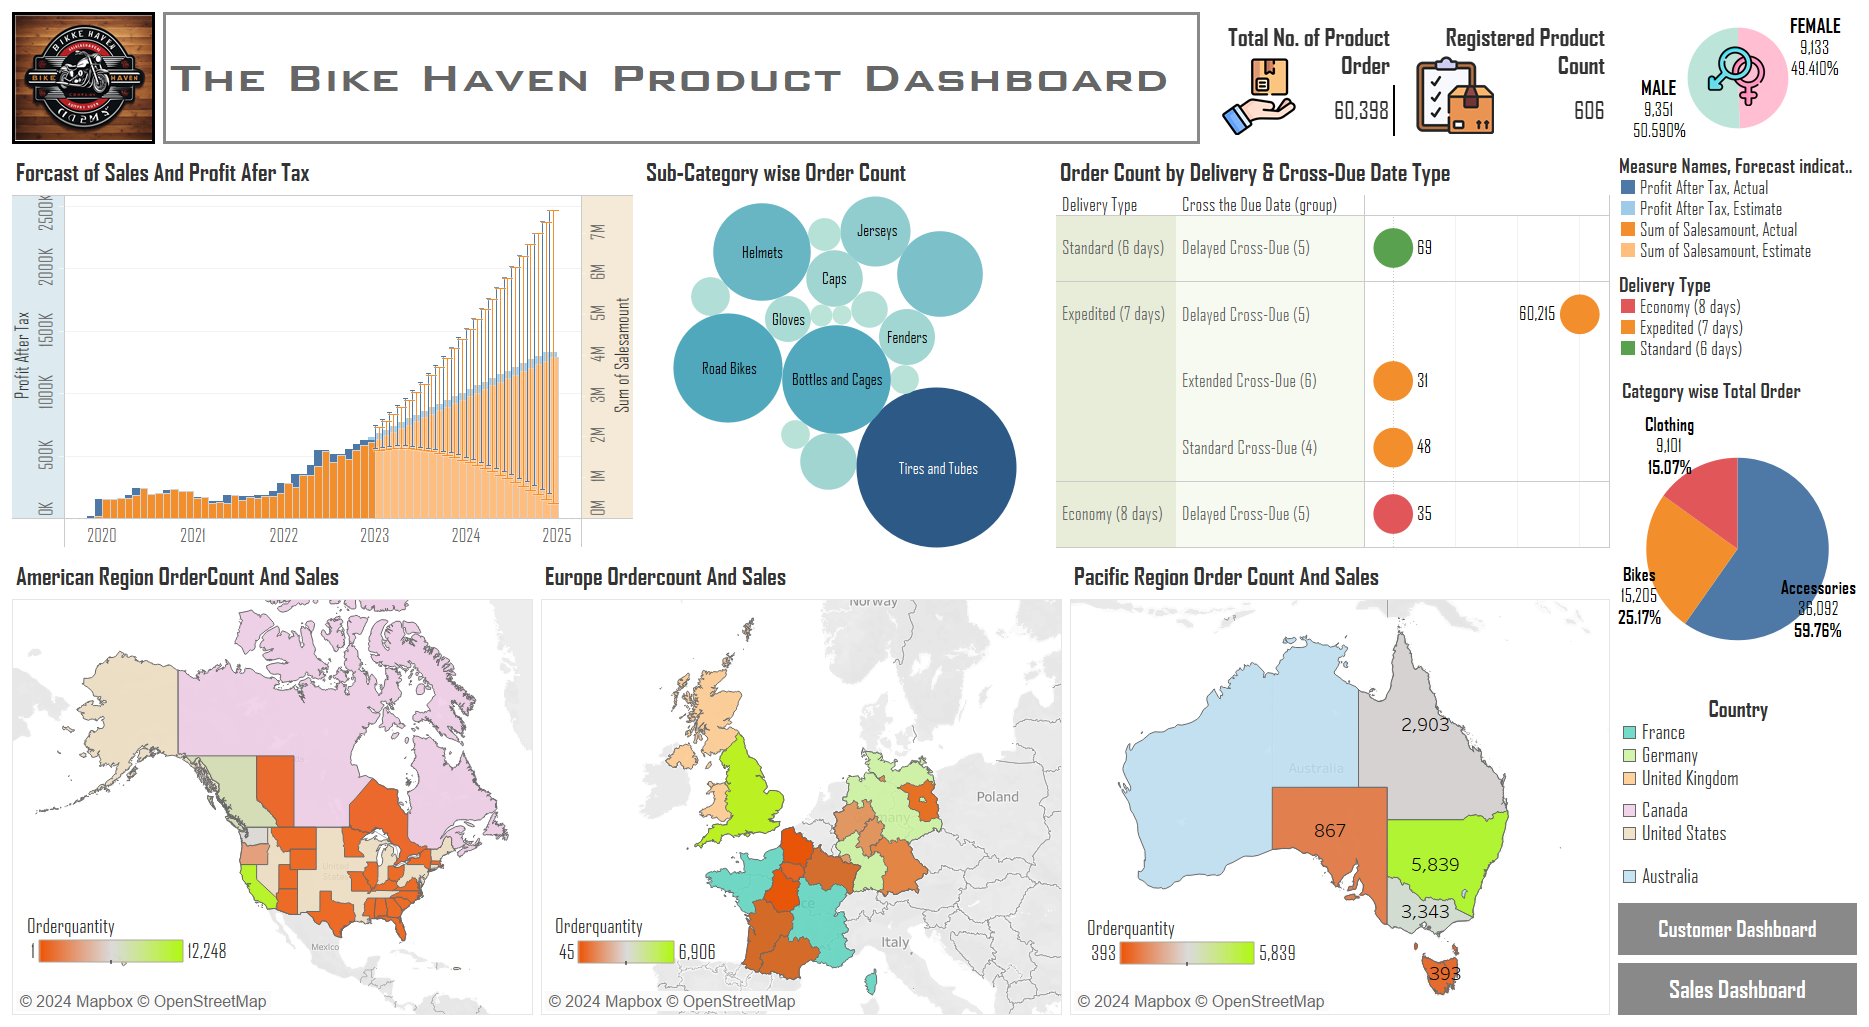 BIKKE HAVEN
BIKE
HAVEN
THE BIKE HAVEN PRODUCT DASHBOARD
Total No. of Product
Order
60,398
Registered Product
Count
606
FEMALE
9,133
49.410%
MALE
9,351
50.590%
Forcast of Sales And Profit Afer Tax
Profit After Tax
2500K
2000K
1500K
1000K
500K
0K
7M
6M
5M
4M
3M
2M
1M
0M
Sum of Salesamount
2020
2021
2022
2023
2024
2025
Sub-Category wise Order Count
Jerseys
Helmets
Caps
Gloves
Fenders
Road Bikes
Bottles and Cages
Tires and Tubes
Order Count by Delivery & Cross-Due Date Type
Delivery Type
Cross the Due Date (group)
Standard (6 days)
Delayed Cross-Due (5)
69
Expedited (7 days)
Delayed Cross-Due (5)
60,215
Extended Cross-Due (6)
31
Standard Cross-Due (4)
48
Economy (8 days)
Delayed Cross-Due (5)
35
Measure Names, Forecast indicat..
Profit After Tax, Actual
Profit After Tax, Estimate
Sum of Salesamount, Actual
Sum of Salesamount, Estimate
Delivery Type
Economy (8 days)
Expedited (7 days)
Standard (6 days)
Category wise Total Order
Clothing
9,101
15.07%
Bikes
15,205
25.17%
Accessories
36,092
59.76%
American Region OrderCount And Sales
United
States
Mexico
Orderquantity
1
12,248
© 2024 Mapbox © OpenStreetMap
Europe Ordercount And Sales
Norway
Poland
Italy
Orderquantity
45
6,906
© 2024 Mapbox © OpenStreetMap
Pacific Region Order Count And Sales
Australia
2,903
867
5,839
3,343
393
Orderquantity
393
5,839
© 2024 Mapbox © OpenStreetMap
Country
France
Germany
United Kingdom
Canada
United States
Australia
Customer Dashboard
Sales Dashboard